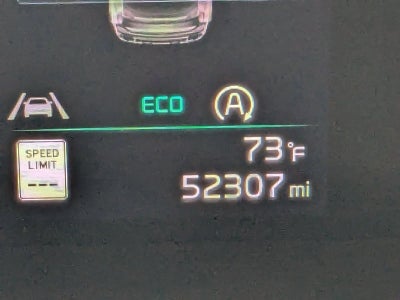 ECO A
SPEED
LIMIT
---
73°F
52307 mi